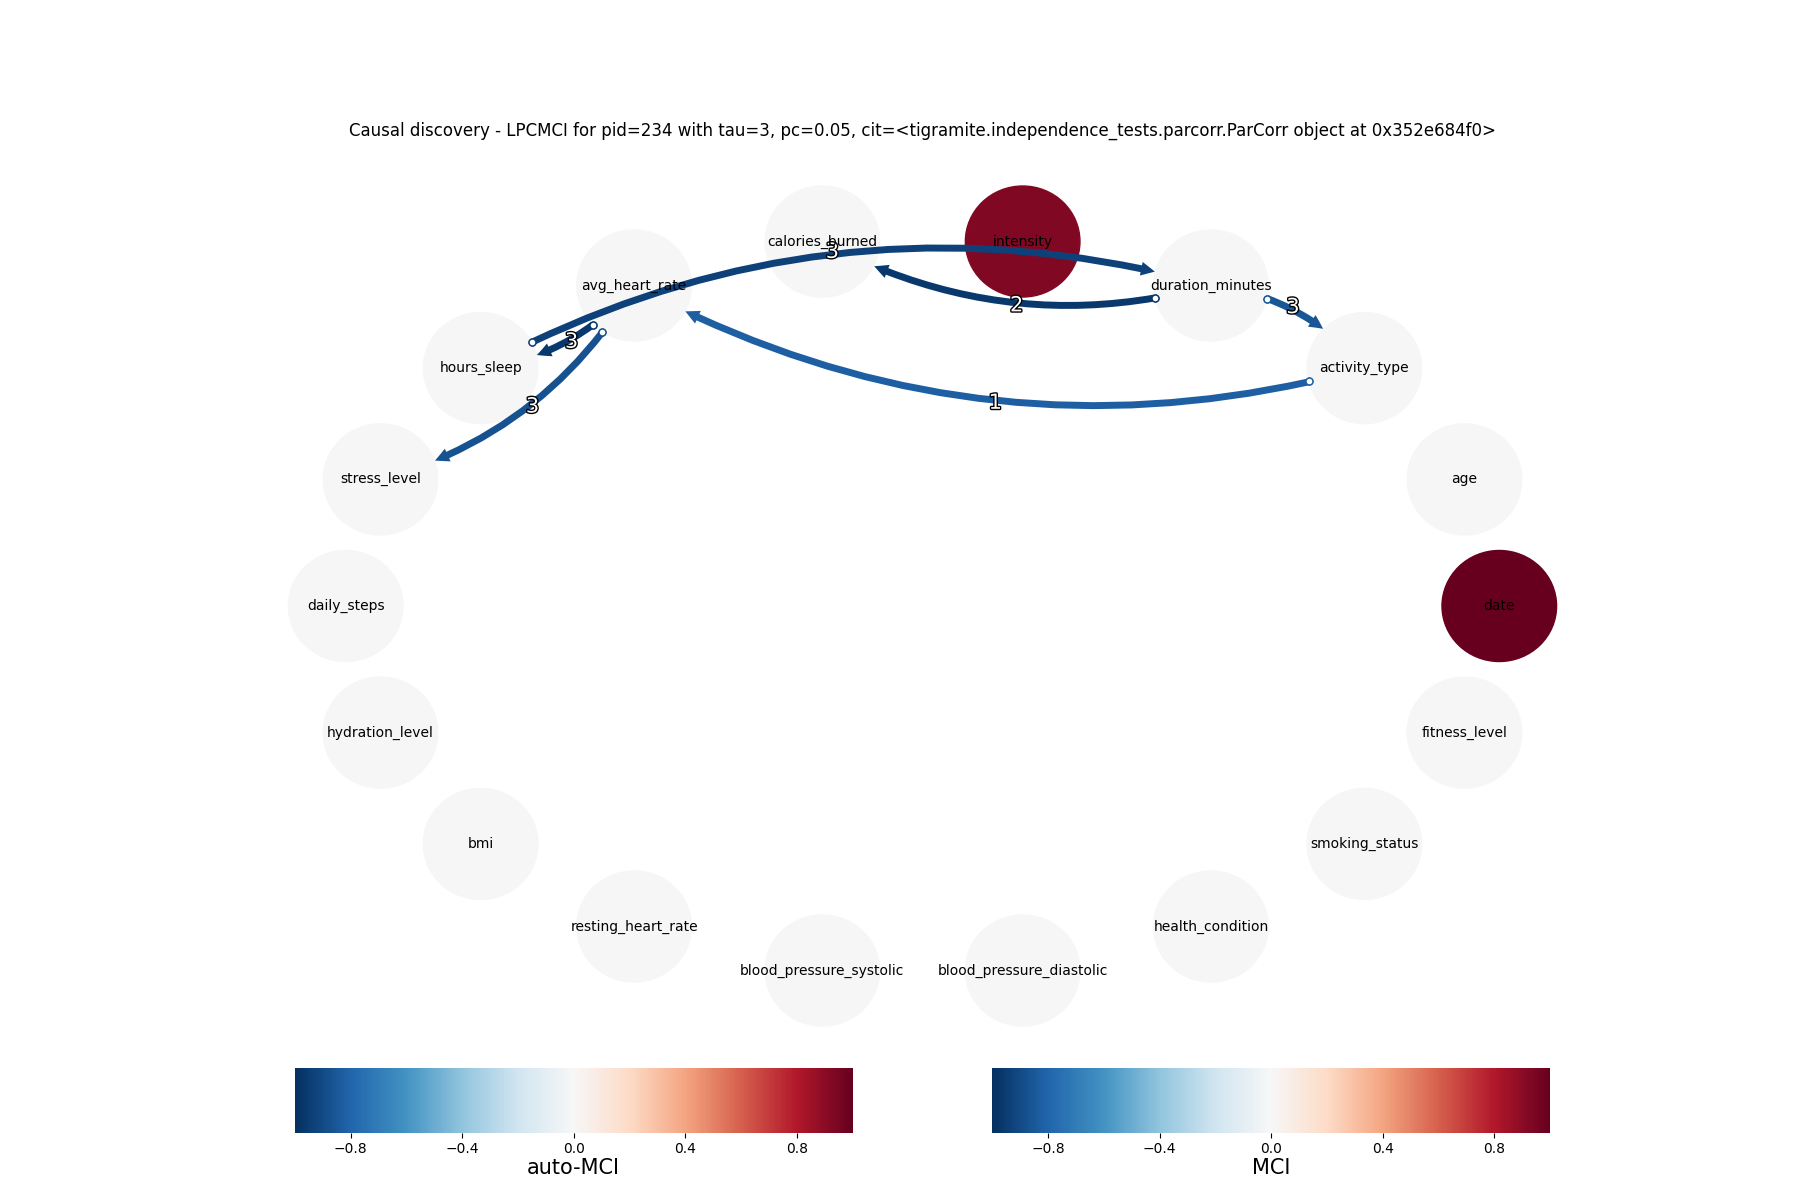 Causal discovery - LPCMCI for pid=234 with tau=3, pc=0.05, cit=<tigramite.independence_tests.parcorr.ParCorr object at 0x352e684f0>
calories_burned
intensity
3
avg_heart_rate
duration_minutes
2
3
3
hours_sleep
activity_type
3
1
stress_level
age
daily_steps
date
hydration_level
fitness_level
bmi
smoking_status
resting_heart_rate
health_condition
blood_pressure_systolic
blood_pressure_diastolic
−0.8 −0.4 0.0 0.4 0.8
auto-MCI
−0.8 −0.4 0.0 0.4 0.8
MCI